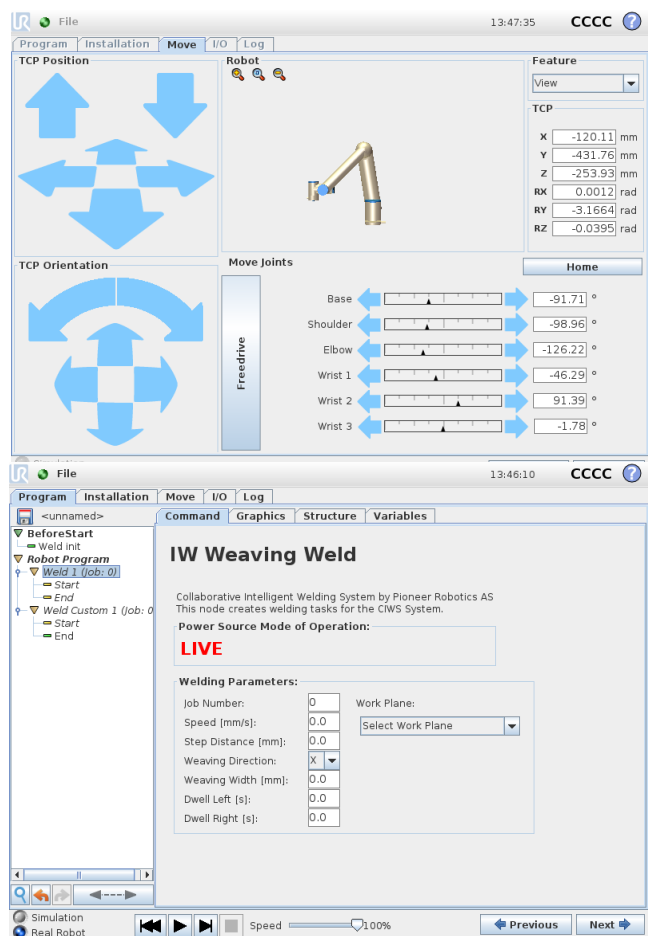 UR File 13:47:35 CCCC ?
Program Installation Move I/O Log
TCP Position
Robot
Feature
View
TCP
X -120.11 mm
Y -431.76 mm
Z -253.93 mm
RX 0.0012 rad
RY -3.1664 rad
RZ -0.0395 rad
TCP Orientation
Move Joints
Home
Freedrive
Base -91.71 °
Shoulder -98.96 °
Elbow -126.22 °
Wrist 1 -46.29 °
Wrist 2 91.39 °
Wrist 3 -1.78 °
UR File 13:46:10 CCCC ?
Program Installation Move I/O Log
<unnamed>
Command Graphics Structure Variables
BeforeStart
Weld init
Robot Program
Weld 1 (Job: 0)
Start
End
Weld Custom 1 (Job: 0
Start
End
IW Weaving Weld
Collaborative Intelligent Welding System by Pioneer Robotics AS
This node creates welding tasks for the CIWS System.
Power Source Mode of Operation:
LIVE
Welding Parameters:
Job Number: 0
Work Plane:
Speed [mm/s]: 0.0
Select Work Plane
Step Distance [mm]: 0.0
Weaving Direction: X
Weaving Width [mm]: 0.0
Dwell Left [s]: 0.0
Dwell Right [s]: 0.0
Simulation
Real Robot
Speed 100%
Previous Next